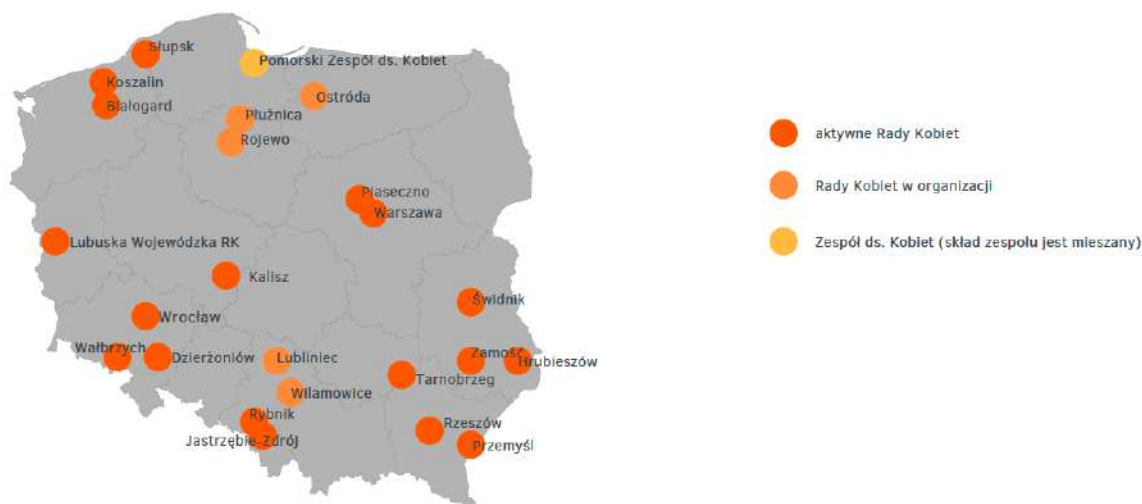 Słupsk
Pomorski Zespół ds. Kobiet
Koszalin
Białogard
Ostróda
Płużnica
Rojewo
Piaseczno
Warszawa
Lubuska Wojewódzka RK
Kalisz
Świdnik
Wrocław
Wałbrzych
Dzierżoniów
Lubliniec
Zamość
Hrubieszów
Tarnobrzeg
Wilamowice
Rybnik
Jastrzębie-Zdrój
Rzeszów
Przemyśl
aktywne Rady Kobiet
Rady Kobiet w organizacji
Zespół ds. Kobiet (skład zespołu jest mieszany)